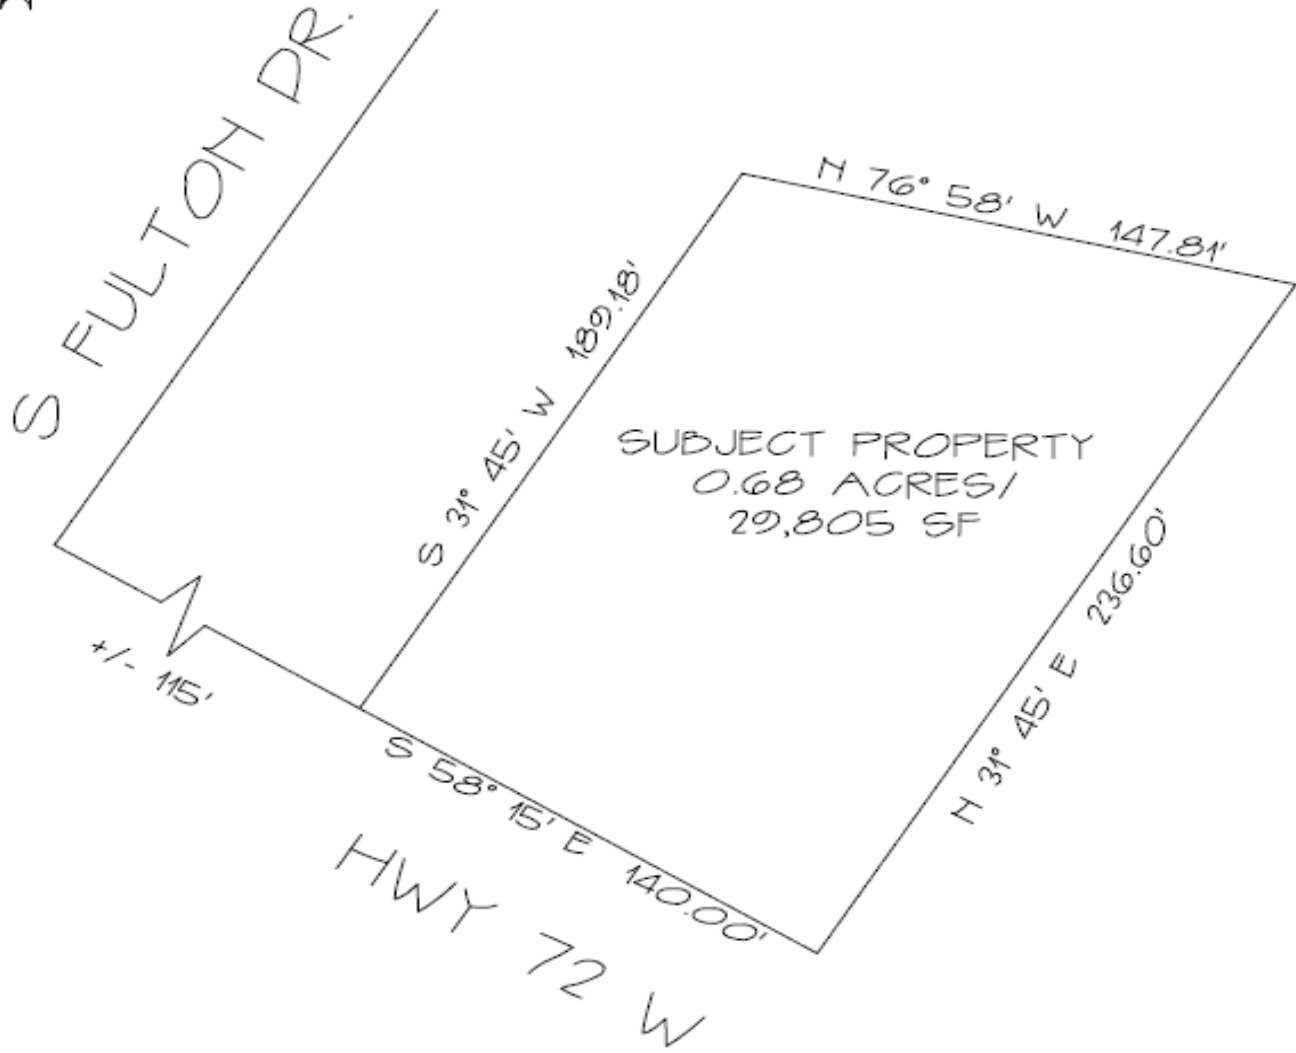 S FULTON DR.
N 76° 58' W 147.81'
S 31° 45' W 189.18'
SUBJECT PROPERTY
0.68 ACRES/
29,805 SF
N 31° 45' E 236.60'
+/- 115'
S 58° 15' E 140.00'
HWY 72 W